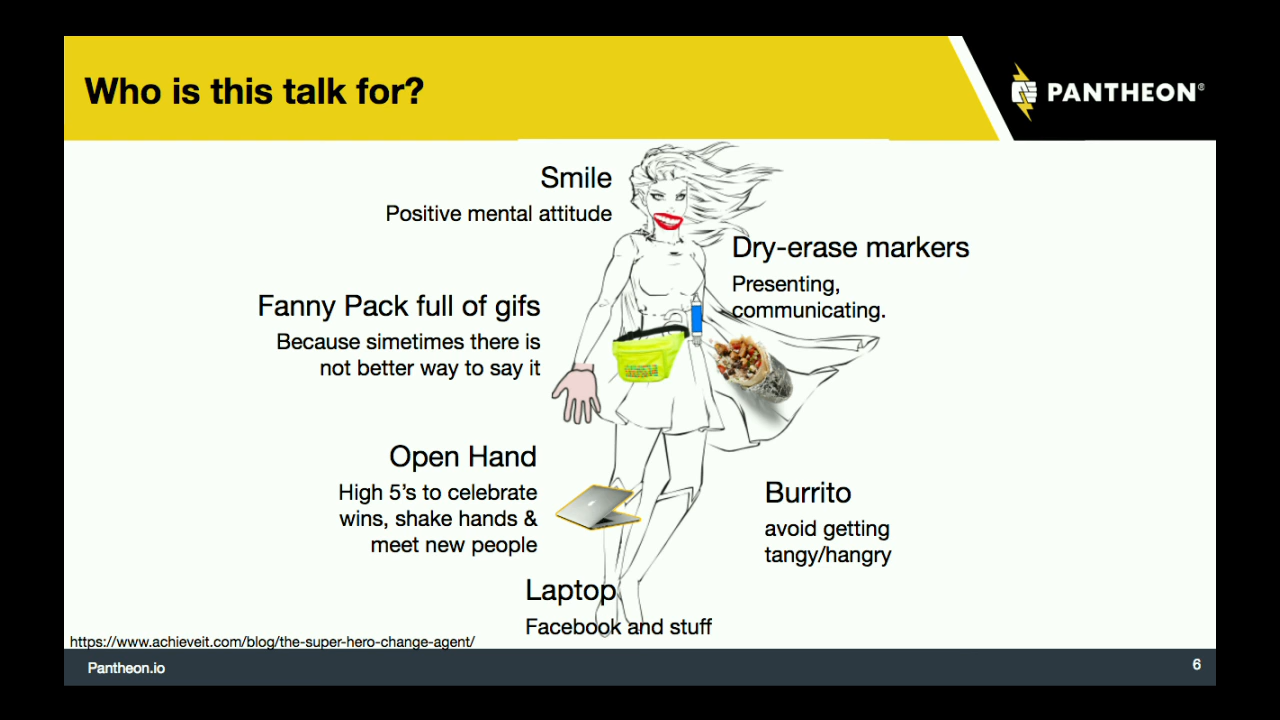 Who is this talk for?
PANTHEON®
Smile
Positive mental attitude
Dry-erase markers
Presenting,
communicating.
Fanny Pack full of gifs
Because simetimes there is
not better way to say it
Open Hand
High 5’s to celebrate
wins, shake hands &
meet new people
Burrito
avoid getting
tangy/hangry
Laptop
Facebook and stuff
https://www.achieveit.com/blog/the-super-hero-change-agent/
Pantheon.io
6